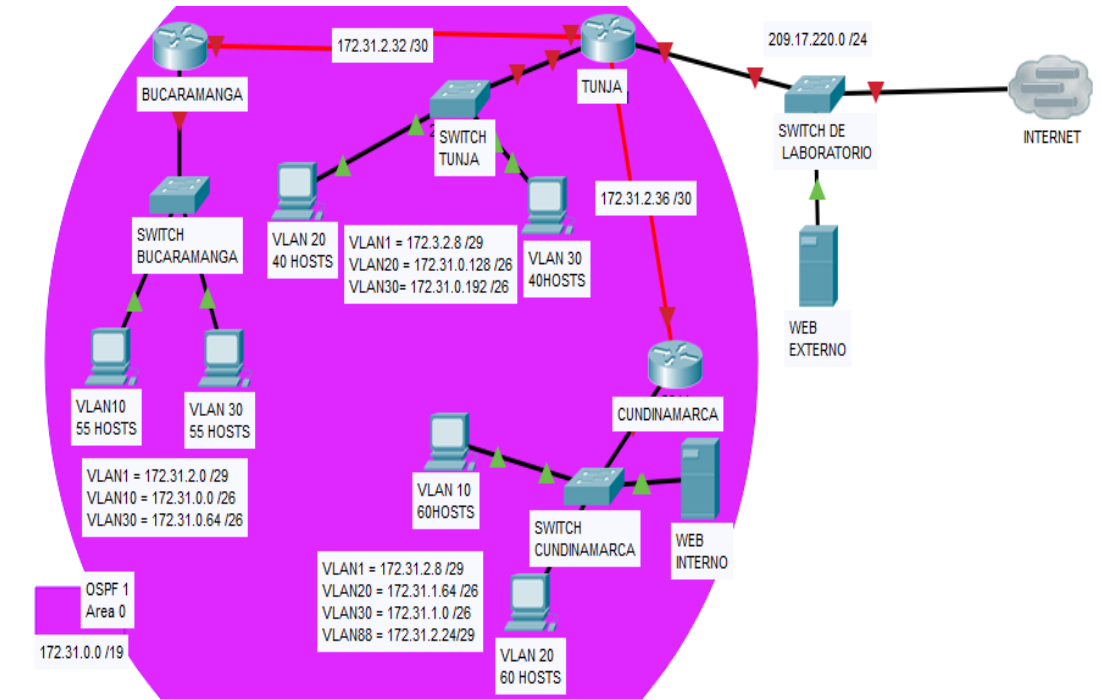 172.31.2.32 /30
209.17.220.0 /24
BUCARAMANGA
TUNJA
INTERNET
SWITCH
TUNJA
SWITCH DE
LABORATORIO
172.31.2.36 /30
SWITCH
BUCARAMANGA
VLAN 20
40 HOSTS
VLAN1 = 172.3.2.8 /29
VLAN20 = 172.31.0.128 /26
VLAN30= 172.31.0.192 /26
VLAN 30
40HOSTS
WEB
EXTERNO
VLAN10
55 HOSTS
VLAN 30
55 HOSTS
CUNDINAMARCA
VLAN1 = 172.31.2.0 /29
VLAN10 = 172.31.0.0 /26
VLAN30 = 172.31.0.64 /26
VLAN 10
60HOSTS
SWITCH
CUNDINAMARCA
WEB
INTERNO
VLAN1 = 172.31.2.8 /29
VLAN20 = 172.31.1.64 /26
VLAN30 = 172.31.1.0 /26
VLAN88 = 172.31.2.24/29
OSPF 1
Area 0
172.31.0.0 /19
VLAN 20
60 HOSTS